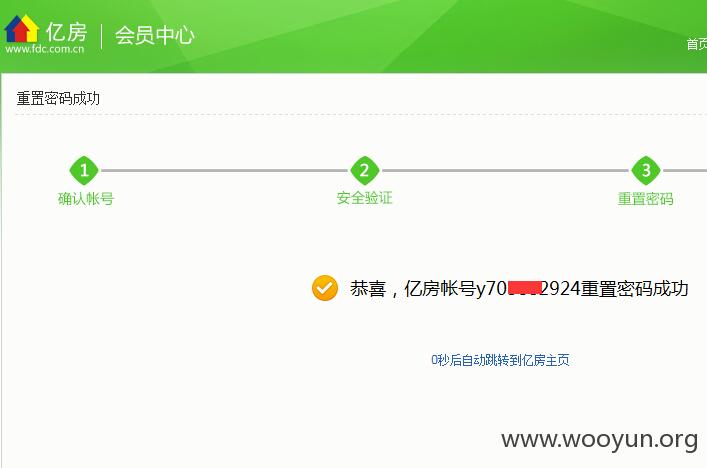 亿房 会员中心
www.fdc.com.cn
首页
重置密码成功
1 2 3
确认帐号 安全验证 重置密码
恭喜，亿房帐号y70 2924重置密码成功
0秒后自动跳转到亿房主页
www.wooyun.org